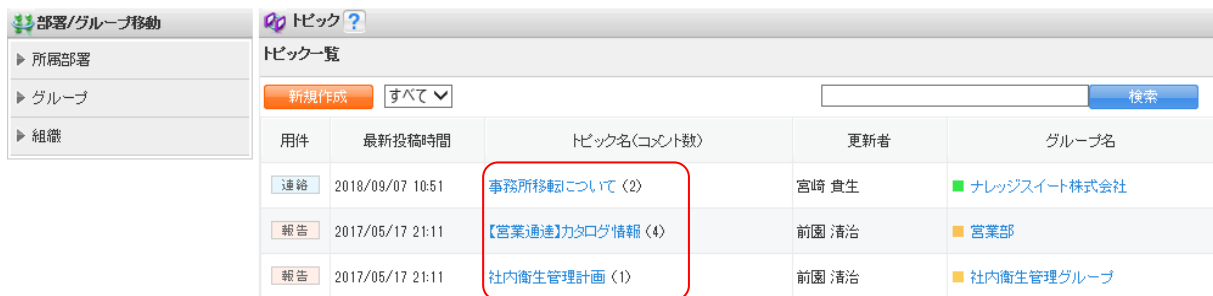 部署/グループ移動
所属部署
グループ
組織
トピック ?
トピック一覧
新規作成 すべて 検索
用件 最新投稿時間 トピック名(コメント数) 更新者 グループ名
連絡 2018/09/07 10:51 事務所移転について (2) 宮崎 貴生 ナレッジスイート株式会社
報告 2017/05/17 21:11 【営業通達】カタログ情報 (4) 前園 清治 営業部
報告 2017/05/17 21:11 社内衛生管理計画 (1) 前園 清治 社内衛生管理グループ